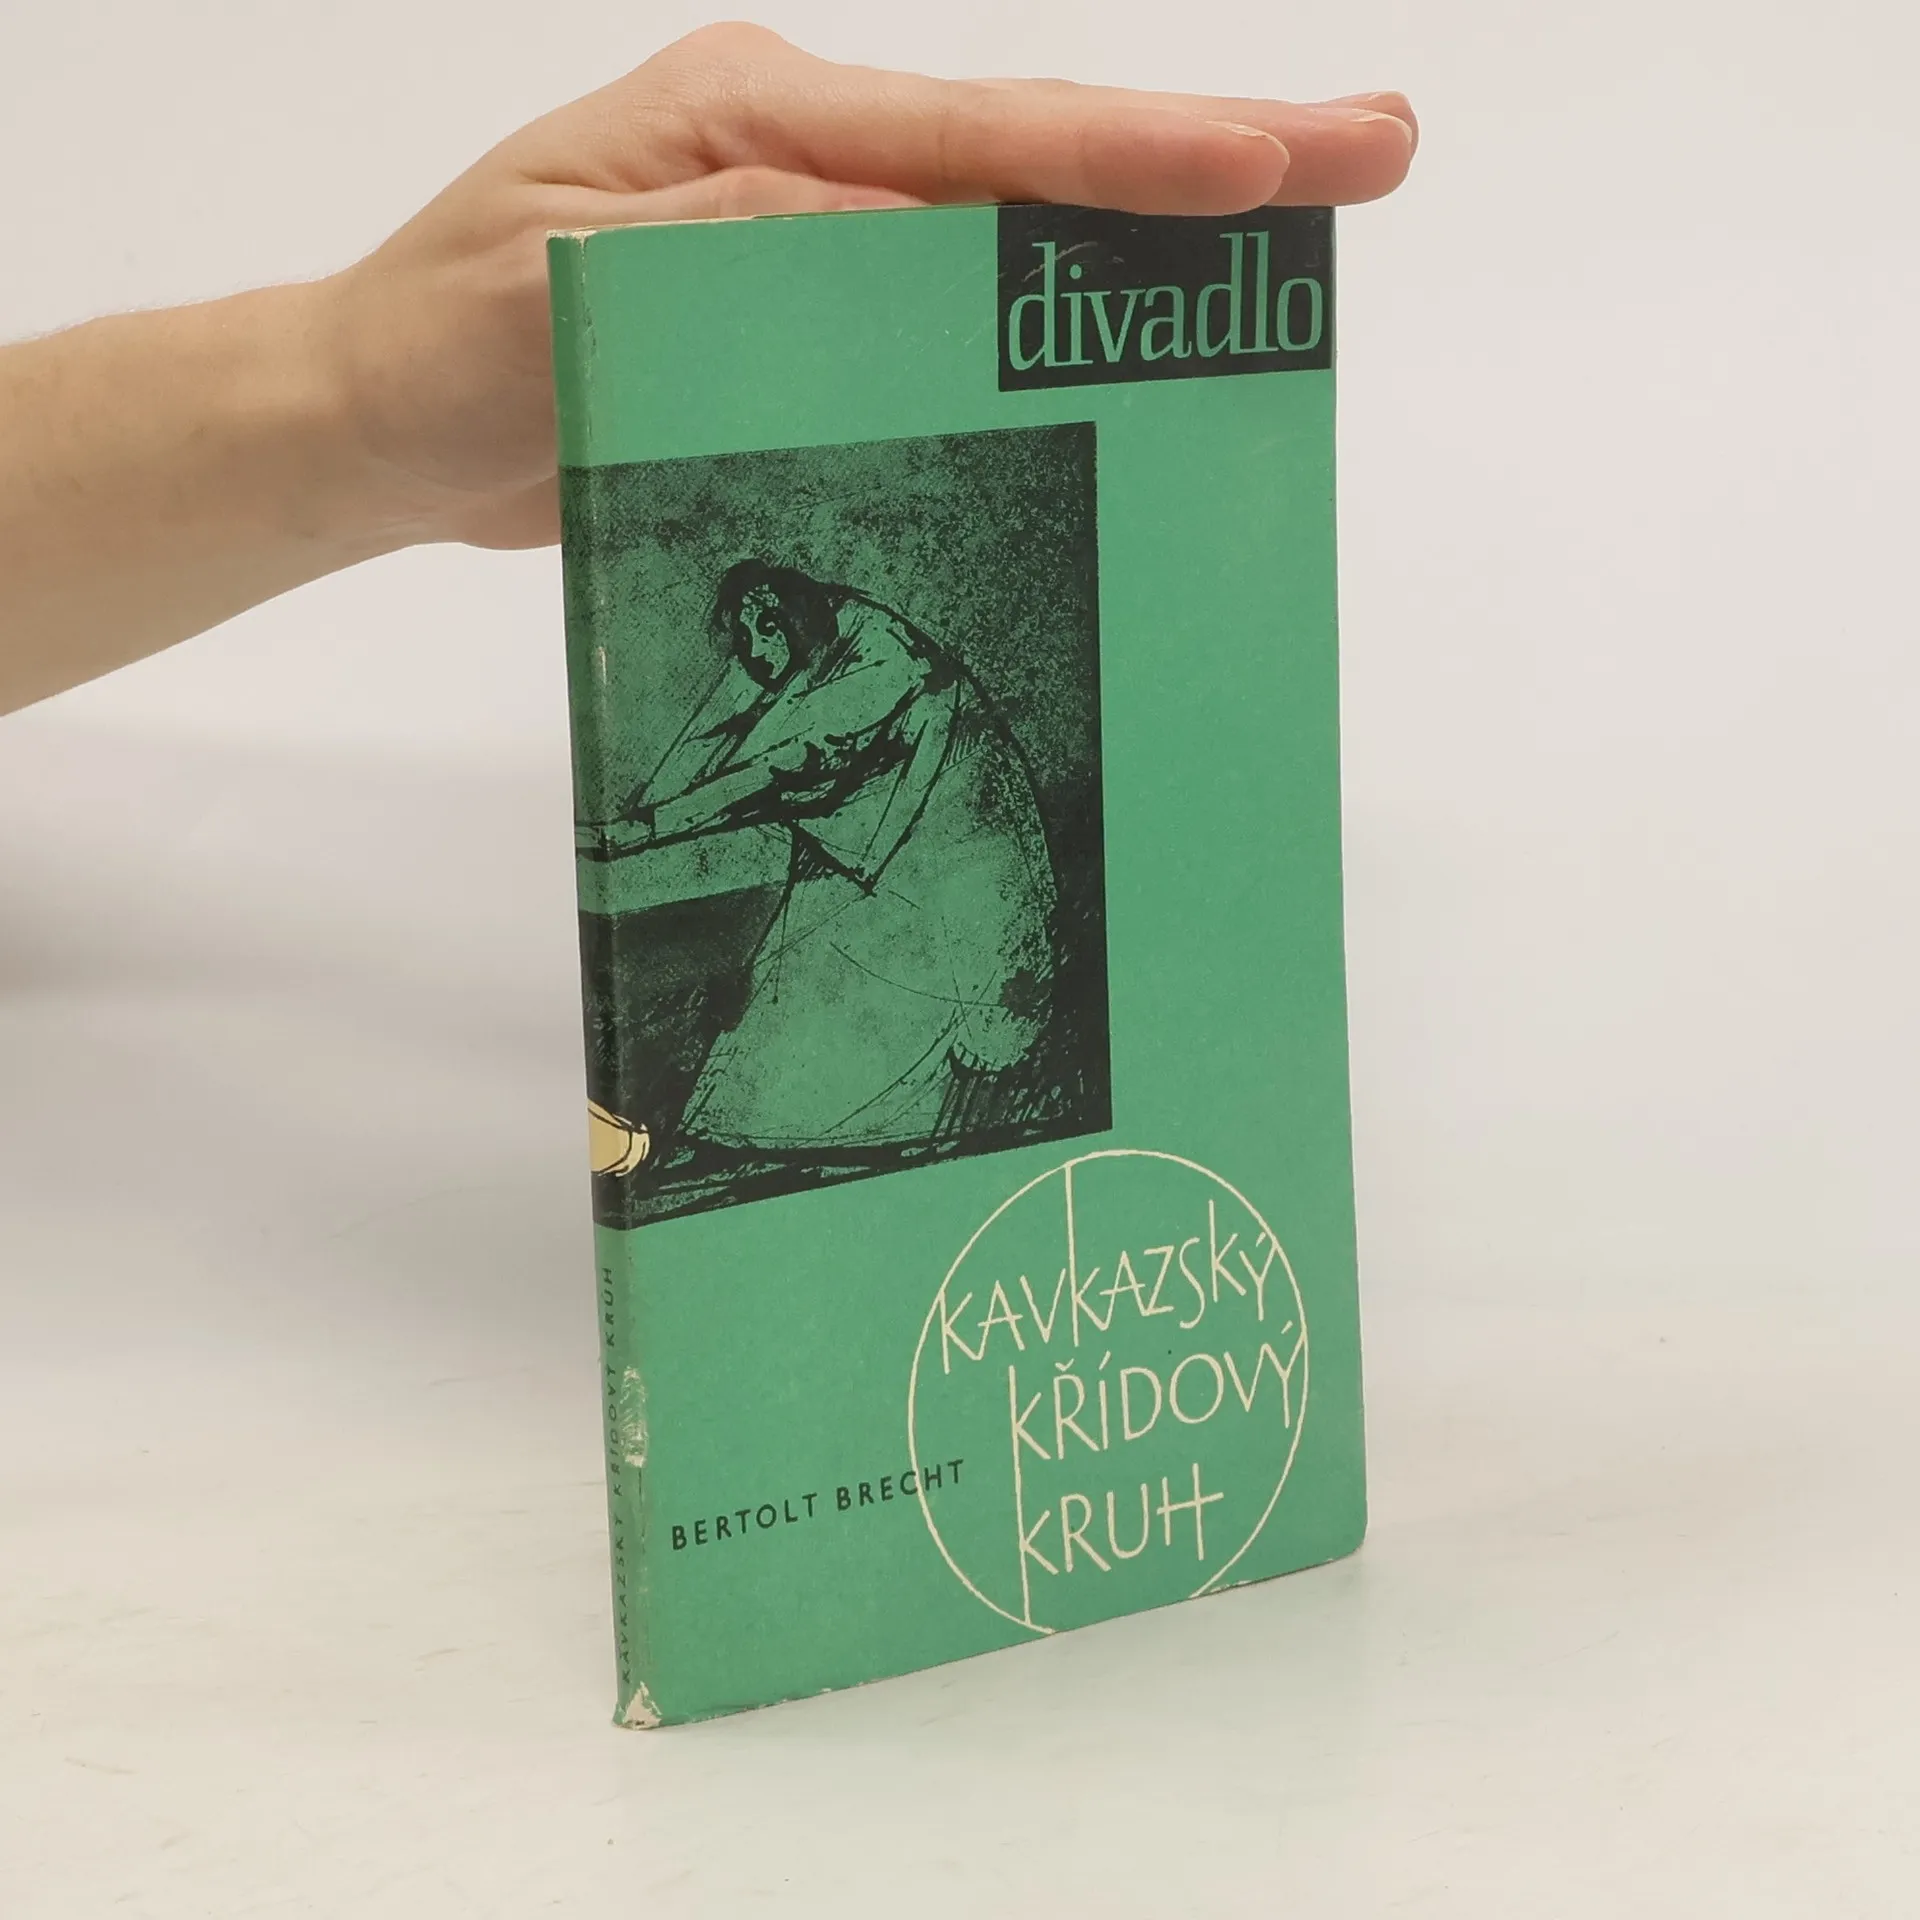 divadlo
KAVKAZSKÝ
KŘÍDOVÝ
KRUH
BERTOLT BRECHT
KAVKAZSKÝ KŘÍDOVÝ KRUH